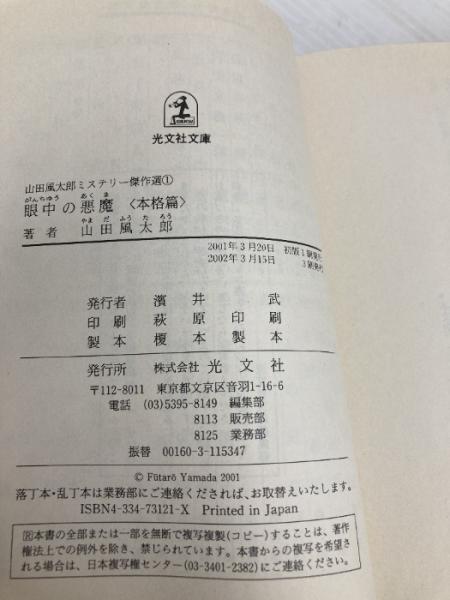 光文社文庫
山田風太郎ミステリー傑作選①
がんちゅう あくま
眼中の悪魔〈本格篇〉
やま だ ふう た ろう
著者 山田風太郎
2001年3月20日 初版1刷発行
2002年3月15日 3刷発行
発行者 濱井武
印刷 萩原印刷
製本 榎本製本
発行所 株式会社 光文社
〒112-8011 東京都文京区音羽1-16-6
電話 (03)5395-8149 編集部
8113 販売部
8125 業務部
振替 00160-3-115347
© Fūtarō Yamada 2001
落丁本・乱丁本は業務部にご連絡くだされば、お取替えいたします。
ISBN4-334-73121-X Printed in Japan
Ⓡ本書の全部または一部を無断で複写複製(コピー)することは、著作
権法上での例外を除き、禁じられています。本書からの複写を希望さ
れる場合は、日本複写権センター(03-3401-2382)にご連絡ください。